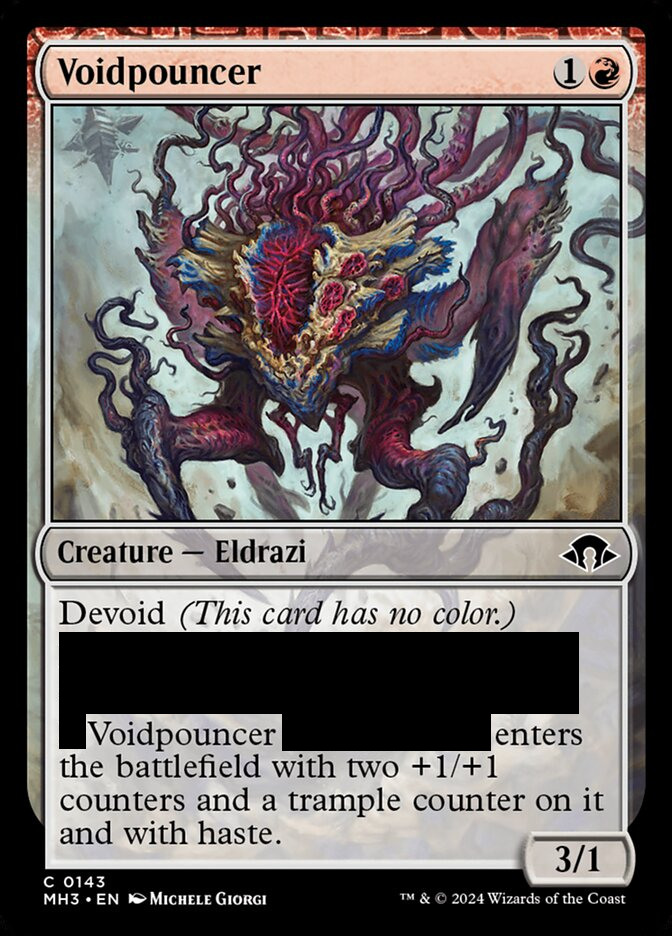 Voidpouncer 1
Creature — Eldrazi
Devoid (This card has no color.)
Voidpouncer enters
the battlefield with two +1/+1
counters and a trample counter on it
and with haste.
3/1
C 0143
MH3 • EN Michele Giorgi
™ & © 2024 Wizards of the Coast